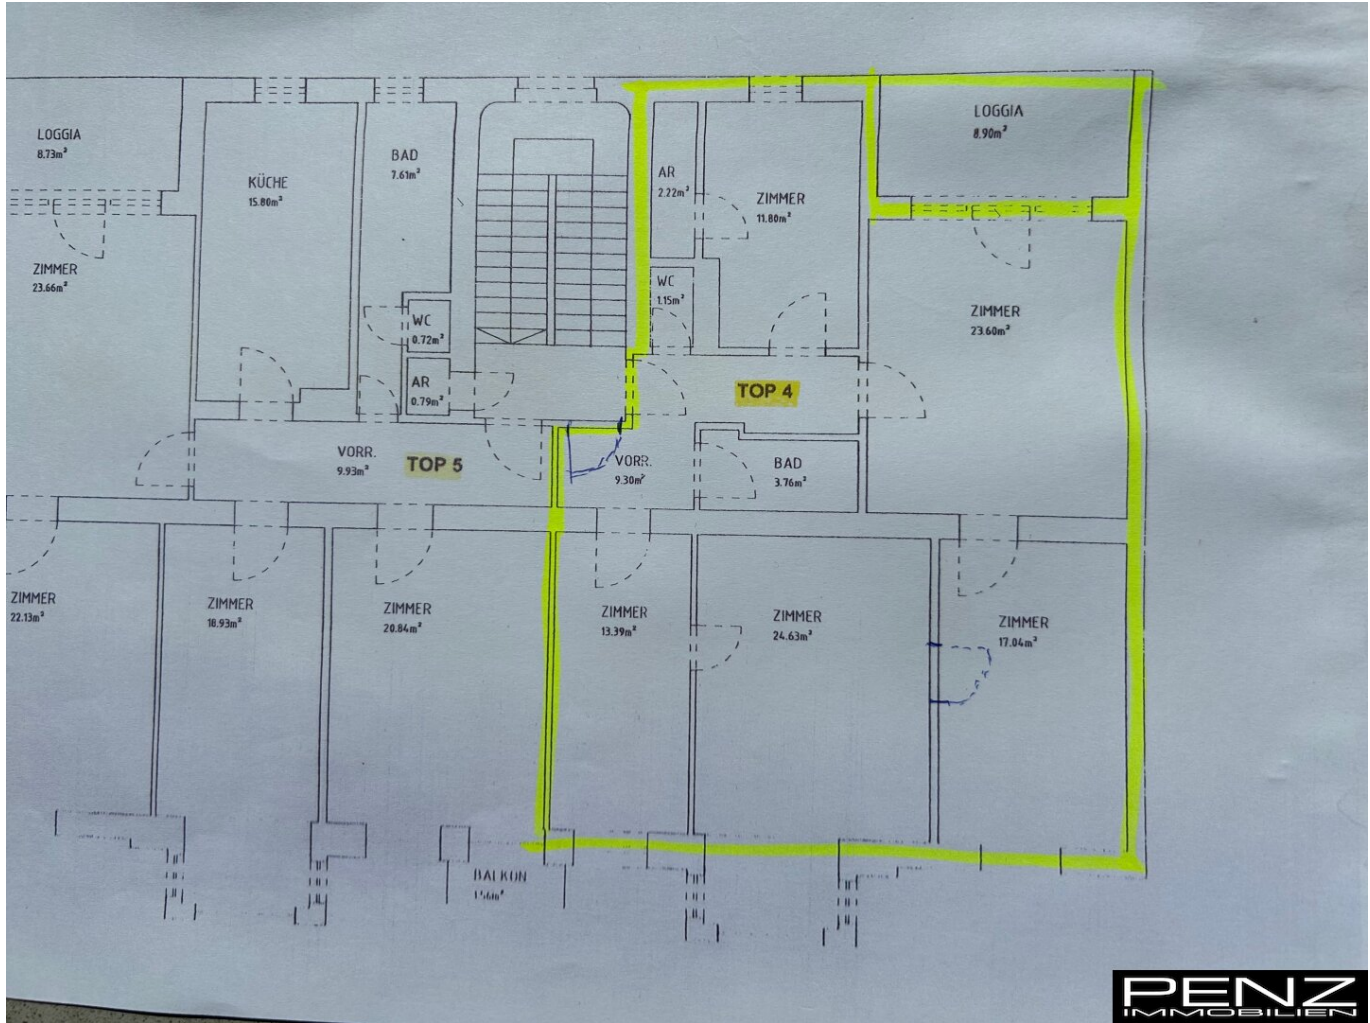 LOGGIA
8.73m²
KÜCHE
15.80m²
BAD
7.61m²
AR
2.22m²
ZIMMER
11.80m²
LOGGIA
8.90m²
ZIMMER
23.66m²
WC
0.72m²
WC
1.15m²
ZIMMER
23.60m²
AR
0.79m²
TOP 4
VORR.
9.93m²
TOP 5
VORR.
9.30m²
BAD
3.76m²
ZIMMER
22.13m²
ZIMMER
18.93m²
ZIMMER
20.84m²
ZIMMER
13.39m²
ZIMMER
24.63m²
ZIMMER
17.04m²
BALKON
PENZ
IMMOBILIEN